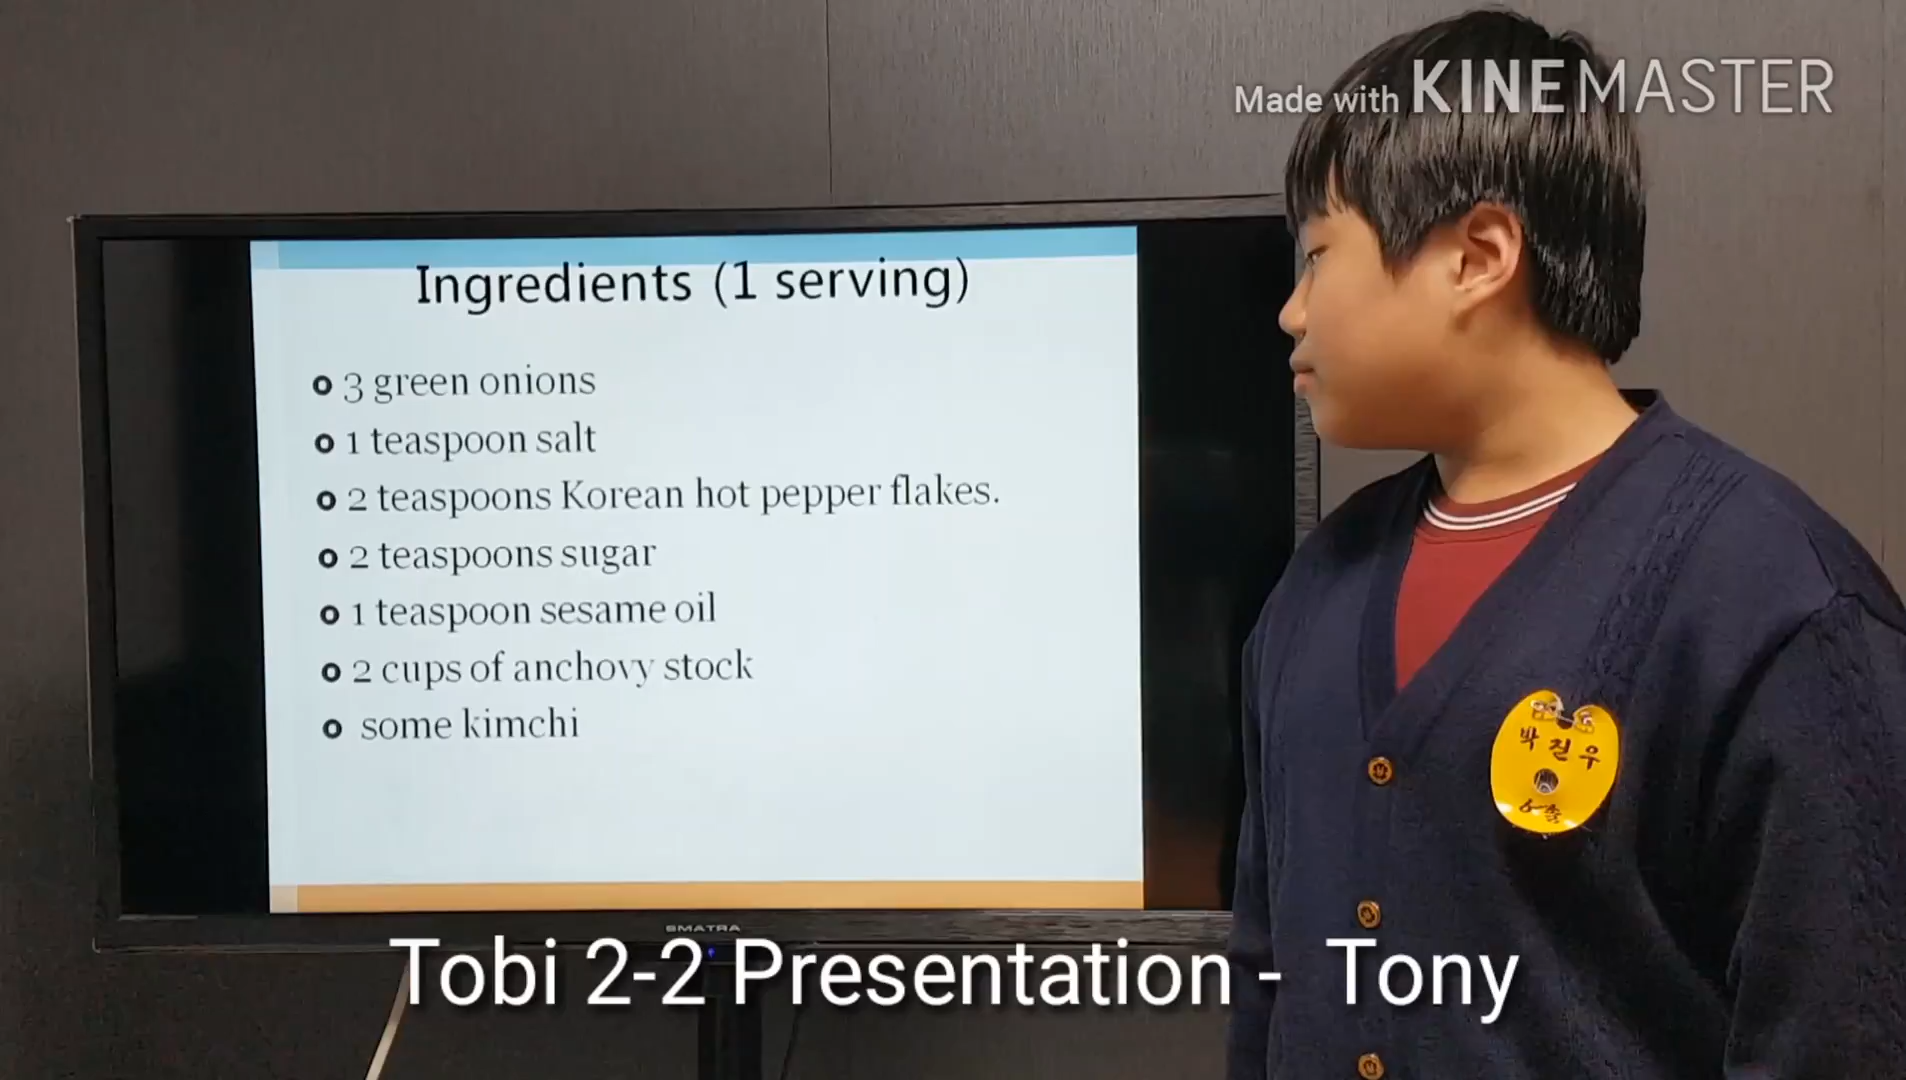 Made with KINEMASTER
Ingredients (1 serving)
3 green onions
1 teaspoon salt
2 teaspoons Korean hot pepper flakes.
2 teaspoons sugar
1 teaspoon sesame oil
2 cups of anchovy stock
some kimchi
박진우
6-솔
SMATRA
Tobi 2-2 Presentation - Tony